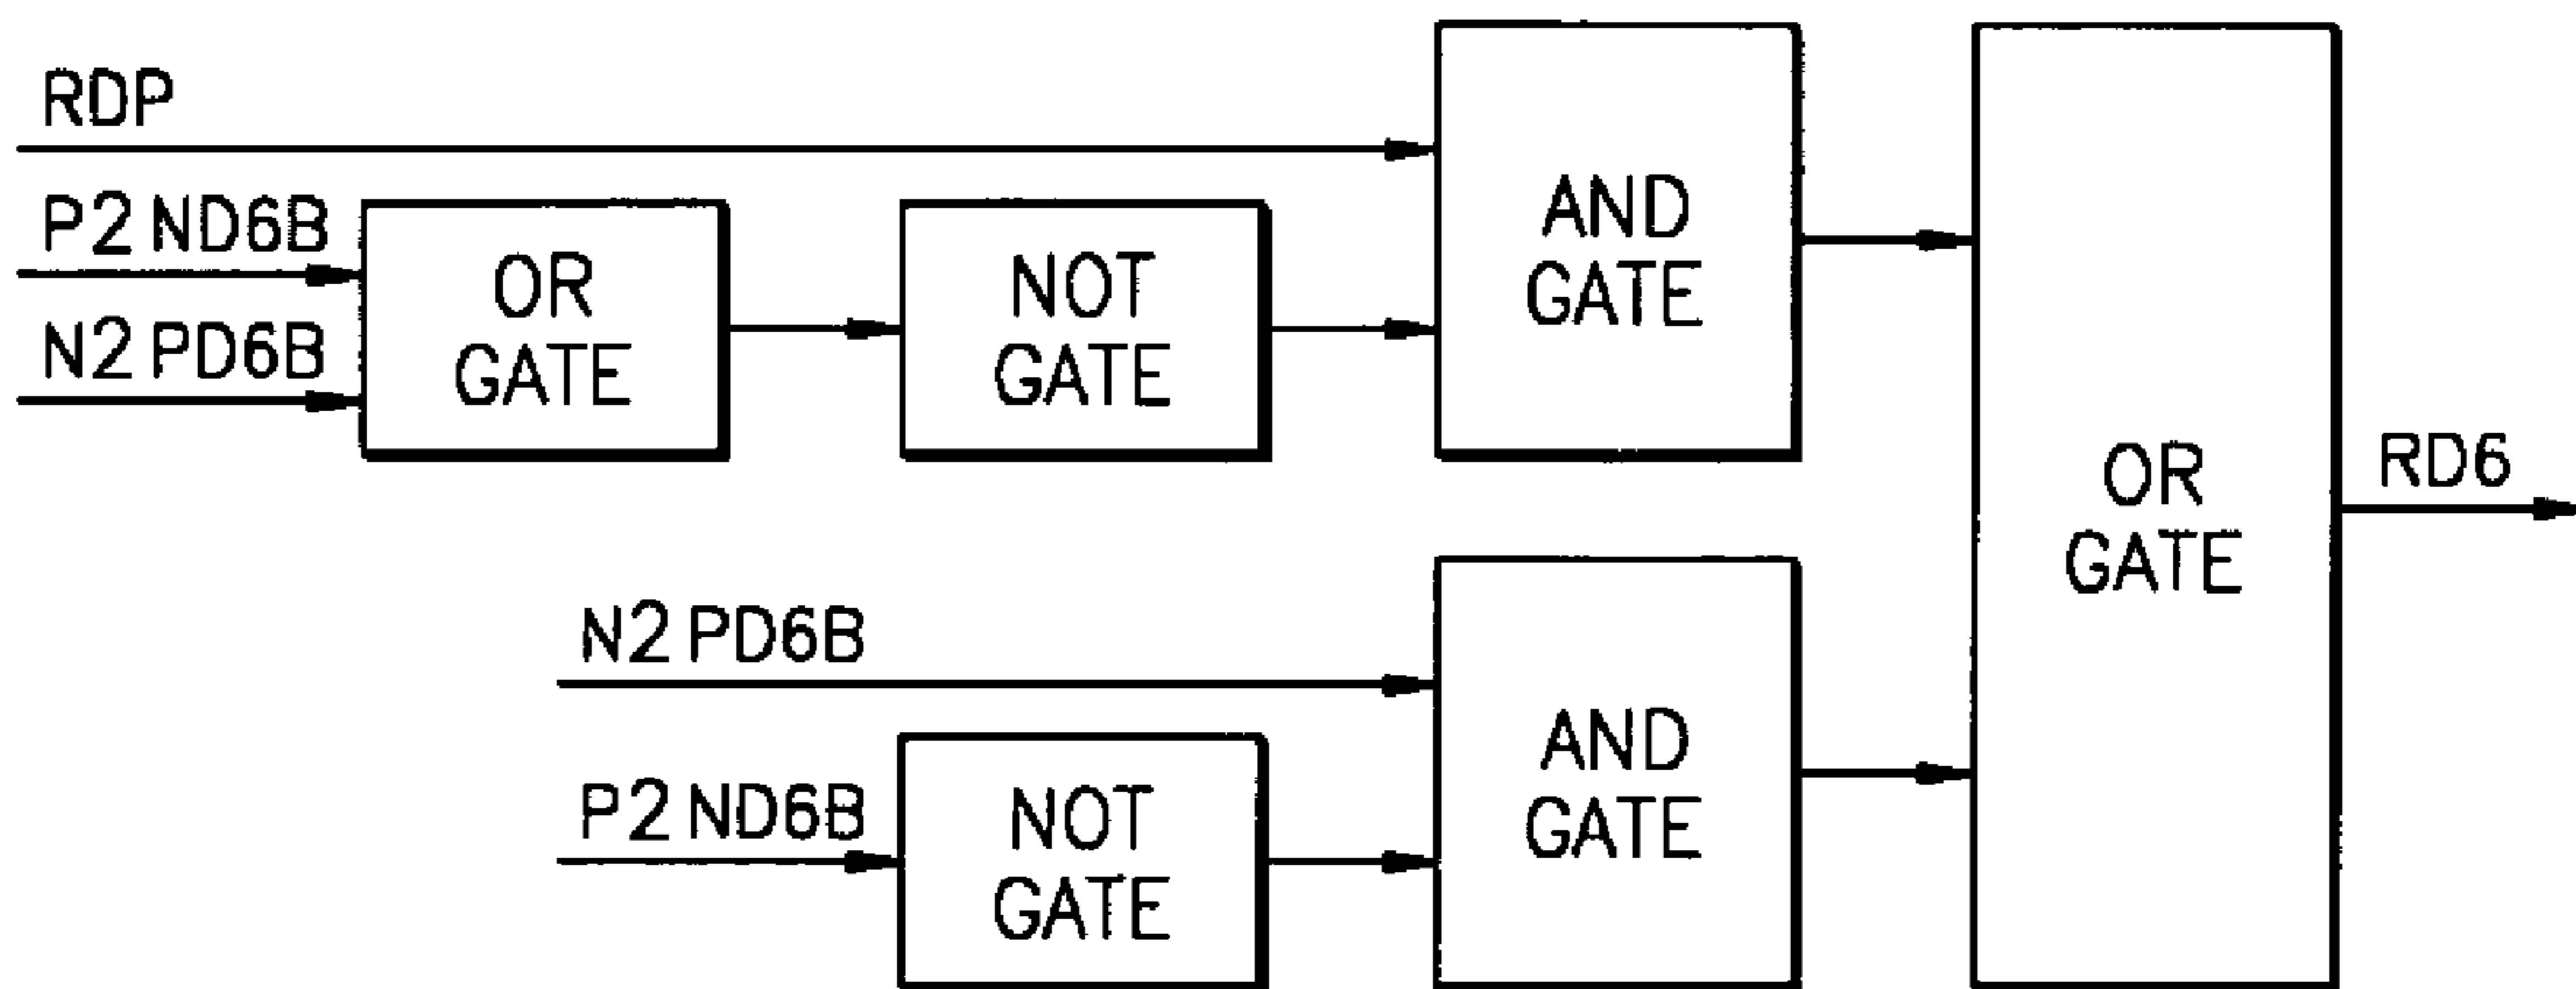 RDP
P2 ND6B
N2 PD6B
OR
GATE
NOT
GATE
AND
GATE
N2 PD6B
P2 ND6B
NOT
GATE
AND
GATE
OR
GATE
RD6